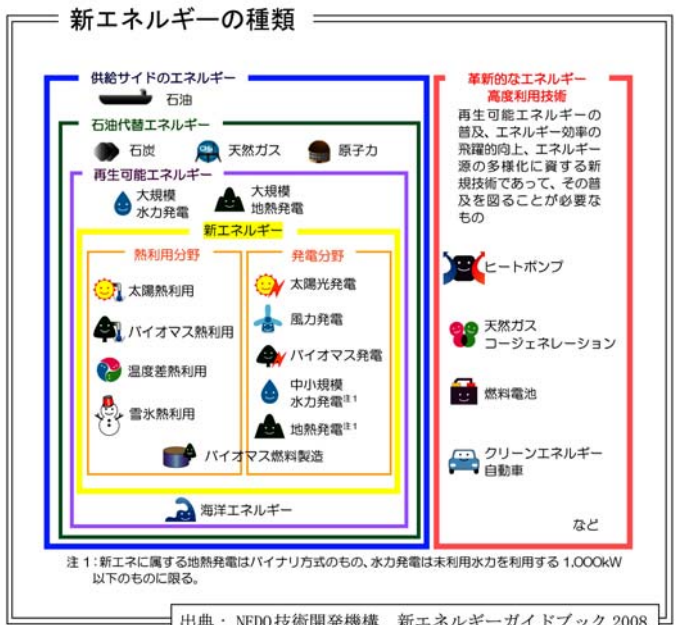 新エネルギーの種類
供給サイドのエネルギー
石油
石油代替エネルギー
石炭
天然ガス
原子力
再生可能エネルギー
大規模
水力発電
大規模
地熱発電
新エネルギー
熱利用分野
太陽熱利用
バイオマス熱利用
温度差熱利用
雪氷熱利用
発電分野
太陽光発電
風力発電
バイオマス発電
中小規模
水力発電注1
地熱発電注1
バイオマス燃料製造
海洋エネルギー
革新的なエネルギー
高度利用技術
再生可能エネルギーの
普及、エネルギー効率の
飛躍的向上、エネルギー
源の多様化に資する新
規技術であって、その普
及を図ることが必要な
もの
ヒートポンプ
天然ガス
コージェネレーション
燃料電池
クリーンエネルギー
自動車
など
注1:新エネに属する地熱発電はバイナリ方式のもの、水力発電は未利用水力を利用する1,000kW
以下のものに限る。
出典: NEDO技術開発機構 新エネルギーガイドブック 2008